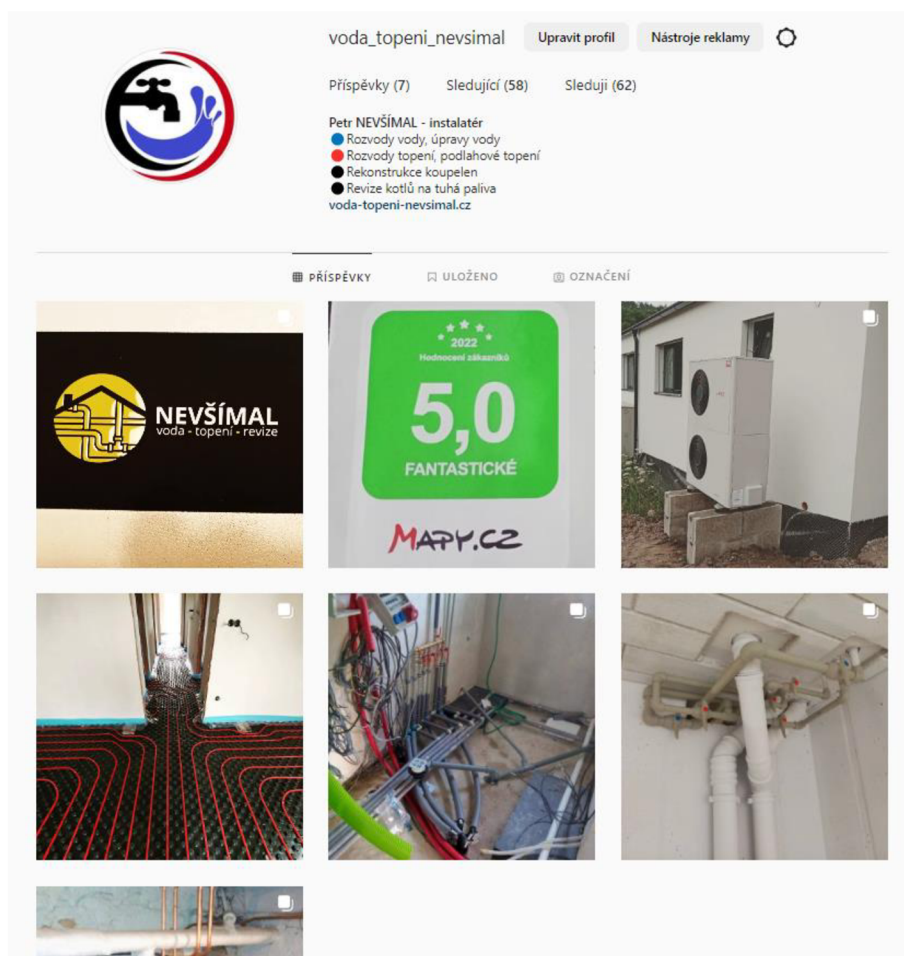 voda_topeni_nevsimal Upravit profil Nástroje reklamy
Příspěvky (7) Sledující (58) Sleduji (62)
Petr NEVŠÍMAL - instalatér
Rozvody vody, úpravy vody
Rozvody topení, podlahové topení
Rekonstrukce koupelen
Revize kotlů na tuhá paliva
voda-topeni-nevsimal.cz
PŘÍSPĚVKY ULOŽENO OZNAČENÍ
NEVŠÍMAL
voda - topení - revize
2022
Hodnocení zákazníků
5,0
FANTASTICKÉ
MAPY.CZ